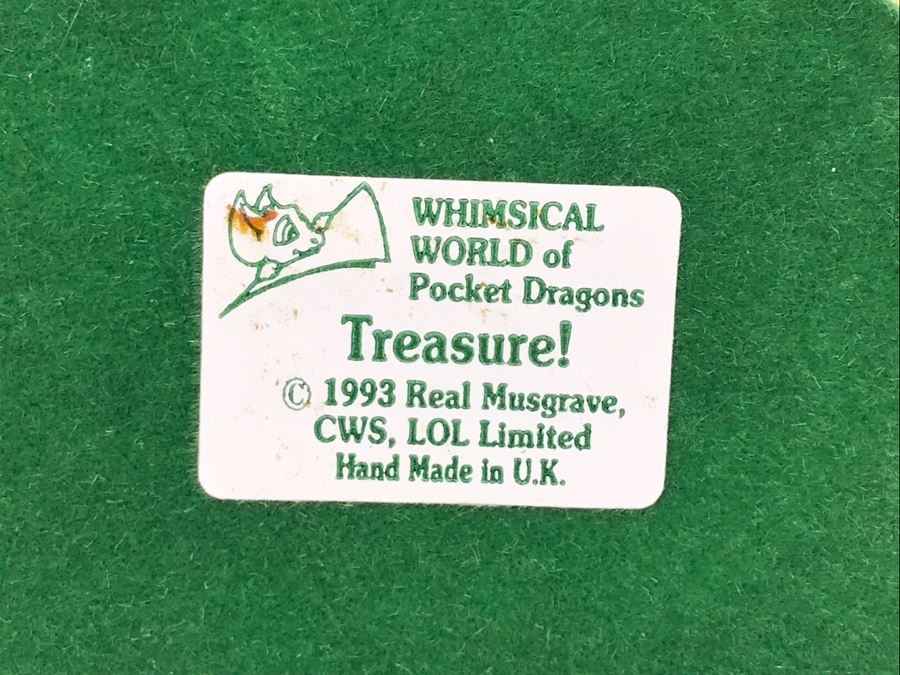 WHIMSICAL
WORLD of
Pocket Dragons
Treasure!
© 1993 Real Musgrave,
CWS, LOL Limited
Hand Made in U.K.